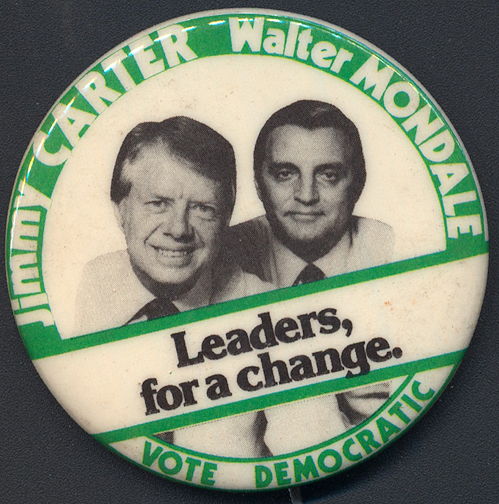 Jimmy CARTER Walter MONDALE
Leaders,
for a change.
VOTE DEMOCRATIC